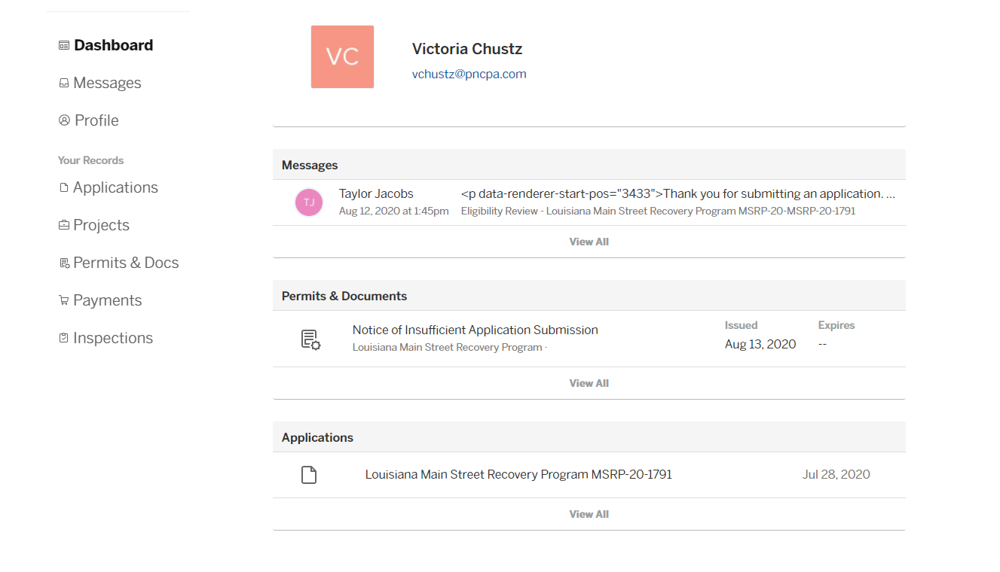 Dashboard
Messages
Profile
Your Records
Applications
Projects
Permits & Docs
Payments
Inspections
VC
Victoria Chustz
vchustz@pncpa.com
Messages
TJ
Taylor Jacobs
<p data-renderer-start-pos="3433">Thank you for submitting an application. ...
Aug 12, 2020 at 1:45pm
Eligibility Review - Louisiana Main Street Recovery Program MSRP-20-MSRP-20-1791
View All
Permits & Documents
Notice of Insufficient Application Submission
Louisiana Main Street Recovery Program ·
Issued
Aug 13, 2020
Expires
--
View All
Applications
Louisiana Main Street Recovery Program MSRP-20-1791
Jul 28, 2020
View All